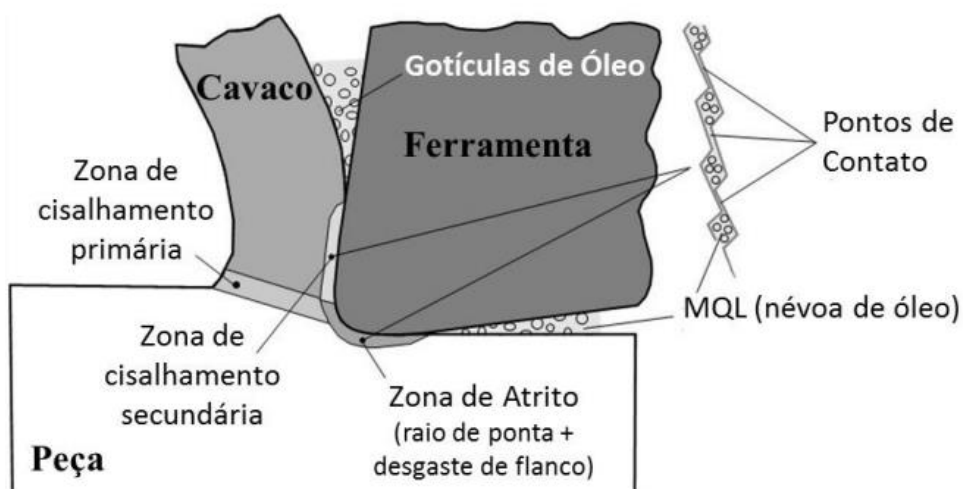 Cavaco
Gotículas de Óleo
Ferramenta
Pontos de
Contato
Zona de
cisalhamento
primária
MQL (névoa de óleo)
Zona de
cisalhamento
secundária
Zona de Atrito
(raio de ponta +
desgaste de flanco)
Peça